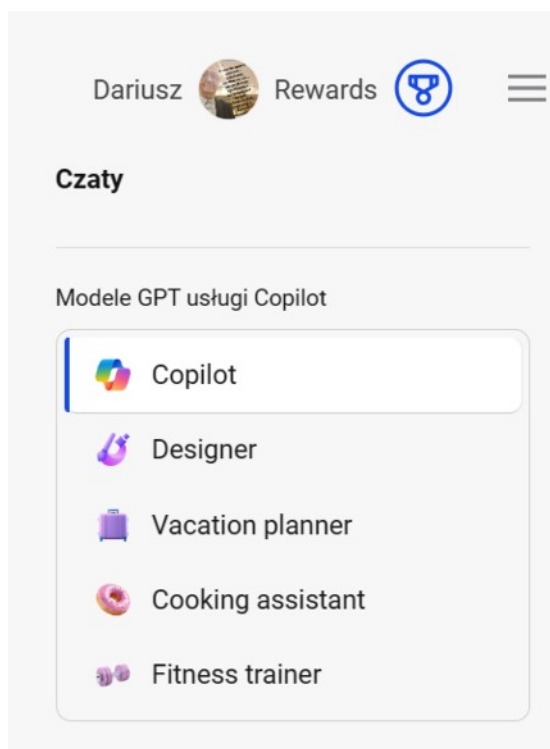 Dariusz Rewards
Czaty
Modele GPT usługi Copilot
Copilot
Designer
Vacation planner
Cooking assistant
Fitness trainer